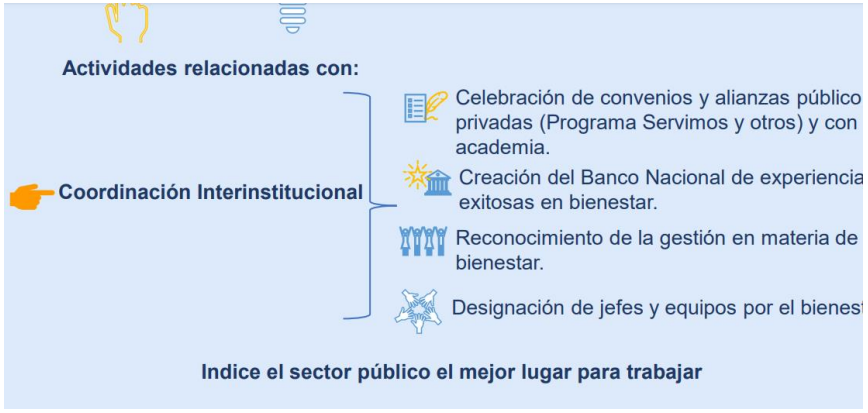 Actividades relacionadas con:
Celebración de convenios y alianzas público
privadas (Programa Servimos y otros) y con
academia.
Coordinación Interinstitucional
Creación del Banco Nacional de experiencia
exitosas en bienestar.
Reconocimiento de la gestión en materia de
bienestar.
Designación de jefes y equipos por el bienest
Indice el sector público el mejor lugar para trabajar